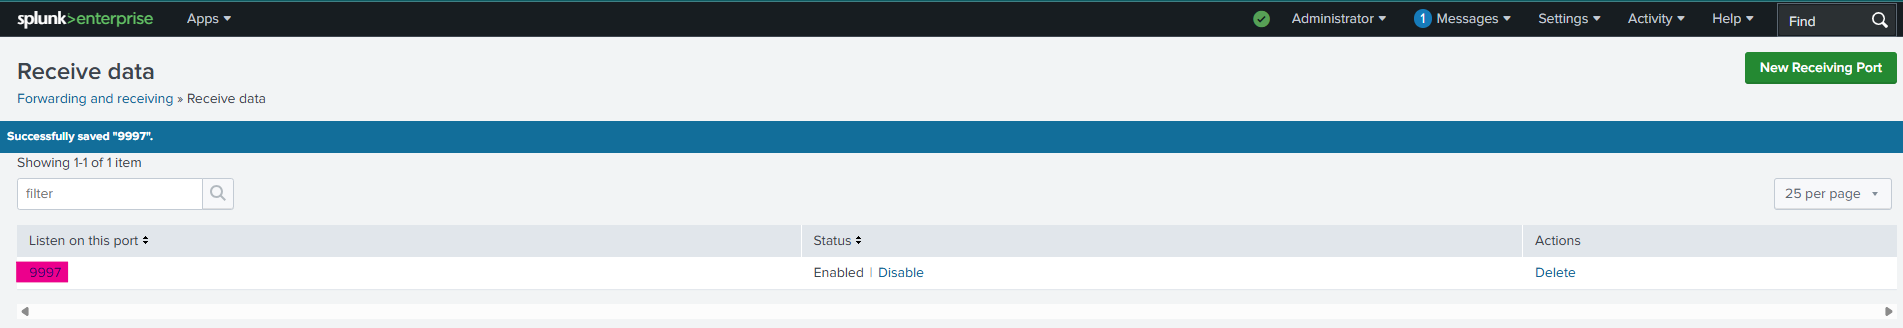 splunk>enterprise Apps Administrator 1 Messages Settings Activity Help Find
Receive data
New Receiving Port
Forwarding and receiving » Receive data
Successfully saved "9997".
Showing 1-1 of 1 item
filter
25 per page
Listen on this port Status Actions
9997 Enabled | Disable Delete